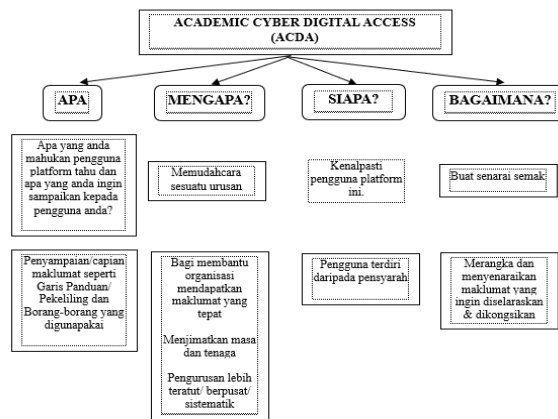 ACADEMIC CYBER DIGITAL ACCESS
(ACDA)
APA
MENGAPA?
SIAPA?
BAGAIMANA?
Apa yang anda
mahukan pengguna
platform tahu dan
apa yang anda ingin
sampaikan kepada
pengguna anda?
Memudahcara
sesuatu urusan
Kenalpasti
pengguna platform
ini.
Buat senarai semak
Penyampaian/capian
maklumat seperti
Garis Panduan/
Pekeliling dan
Borang-borang yang
digunapakai
Bagi membantu
organisasi
mendapatkan
maklumat yang
tepat
Menjimatkan masa
dan tenaga
Pengurusan lebih
teratut/ berpusat/
sistematik
Pengguna terdiri
daripada pensyarah
Merangka dan
menyenaraikan
maklumat yang
ingin diselaraskan
& dikongsikan